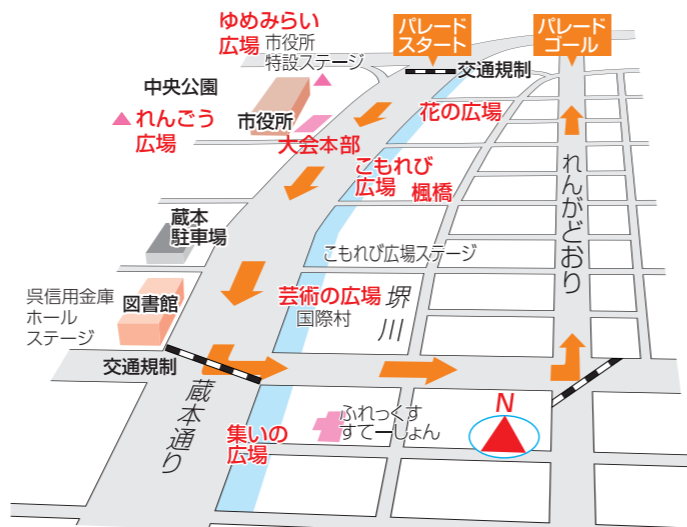 ゆめみらい
広場
市役所
特設ステージ
パレード
スタート
パレード
ゴール
交通規制
中央公園
市役所
れんごう
広場
大会本部
花の広場
こもれび
広場
楓橋
れんがどおり
蔵本
駐車場
こもれび広場ステージ
芸術の広場
国際村
堺川
呉信用金庫
ホール
ステージ
図書館
交通規制
蔵本通り
集いの
広場
ふれっくす
すてーしょん
N